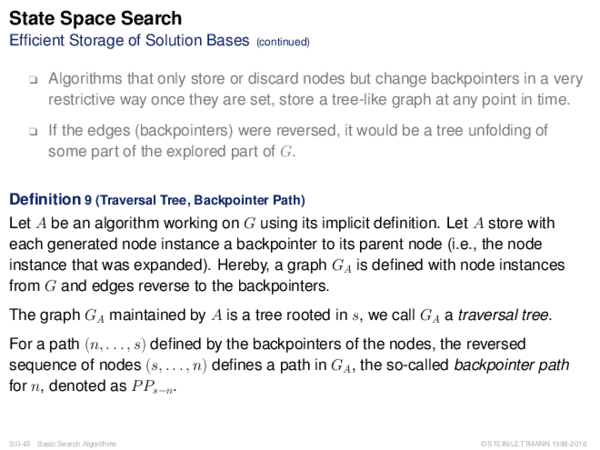 State Space Search
Efficient Storage of Solution Bases (continued)
❑ Algorithms that only store or discard nodes but change backpointers in a very
restrictive way once they are set, store a tree-like graph at any point in time.
❑ If the edges (backpointers) were reversed, it would be a tree unfolding of
some part of the explored part of G.
Definition 9 (Traversal Tree, Backpointer Path)
Let A be an algorithm working on G using its implicit definition. Let A store with
each generated node instance a backpointer to its parent node (i.e., the node
instance that was expanded). Hereby, a graph G_A is defined with node instances
from G and edges reverse to the backpointers.
The graph G_A maintained by A is a tree rooted in s, we call G_A a traversal tree.
For a path (n, . . . , s) defined by the backpointers of the nodes, the reversed
sequence of nodes (s, . . . , n) defines a path in G_A, the so-called backpointer path
for n, denoted as PP_{s−n}.
S:II-45 Basic Search Algorithms
© STEIN/LETTMANN 1998-2018